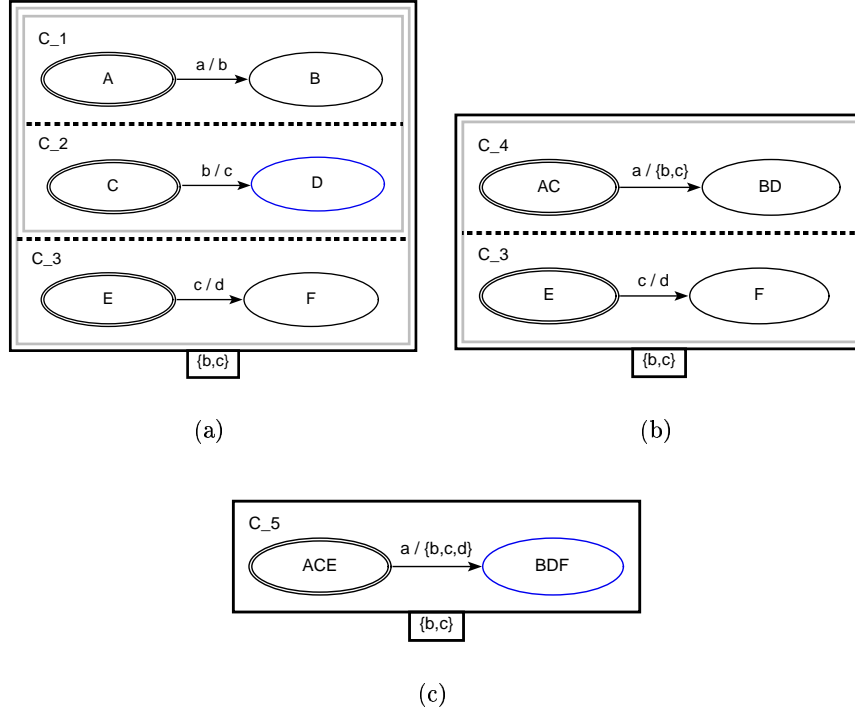 C_1
a / b
A
B
C_2
b / c
C
D
C_3
c / d
E
F
{b,c}
(a)
C_4
a / {b,c}
AC
BD
C_3
c / d
E
F
{b,c}
(b)
C_5
a / {b,c,d}
ACE
BDF
{b,c}
(c)